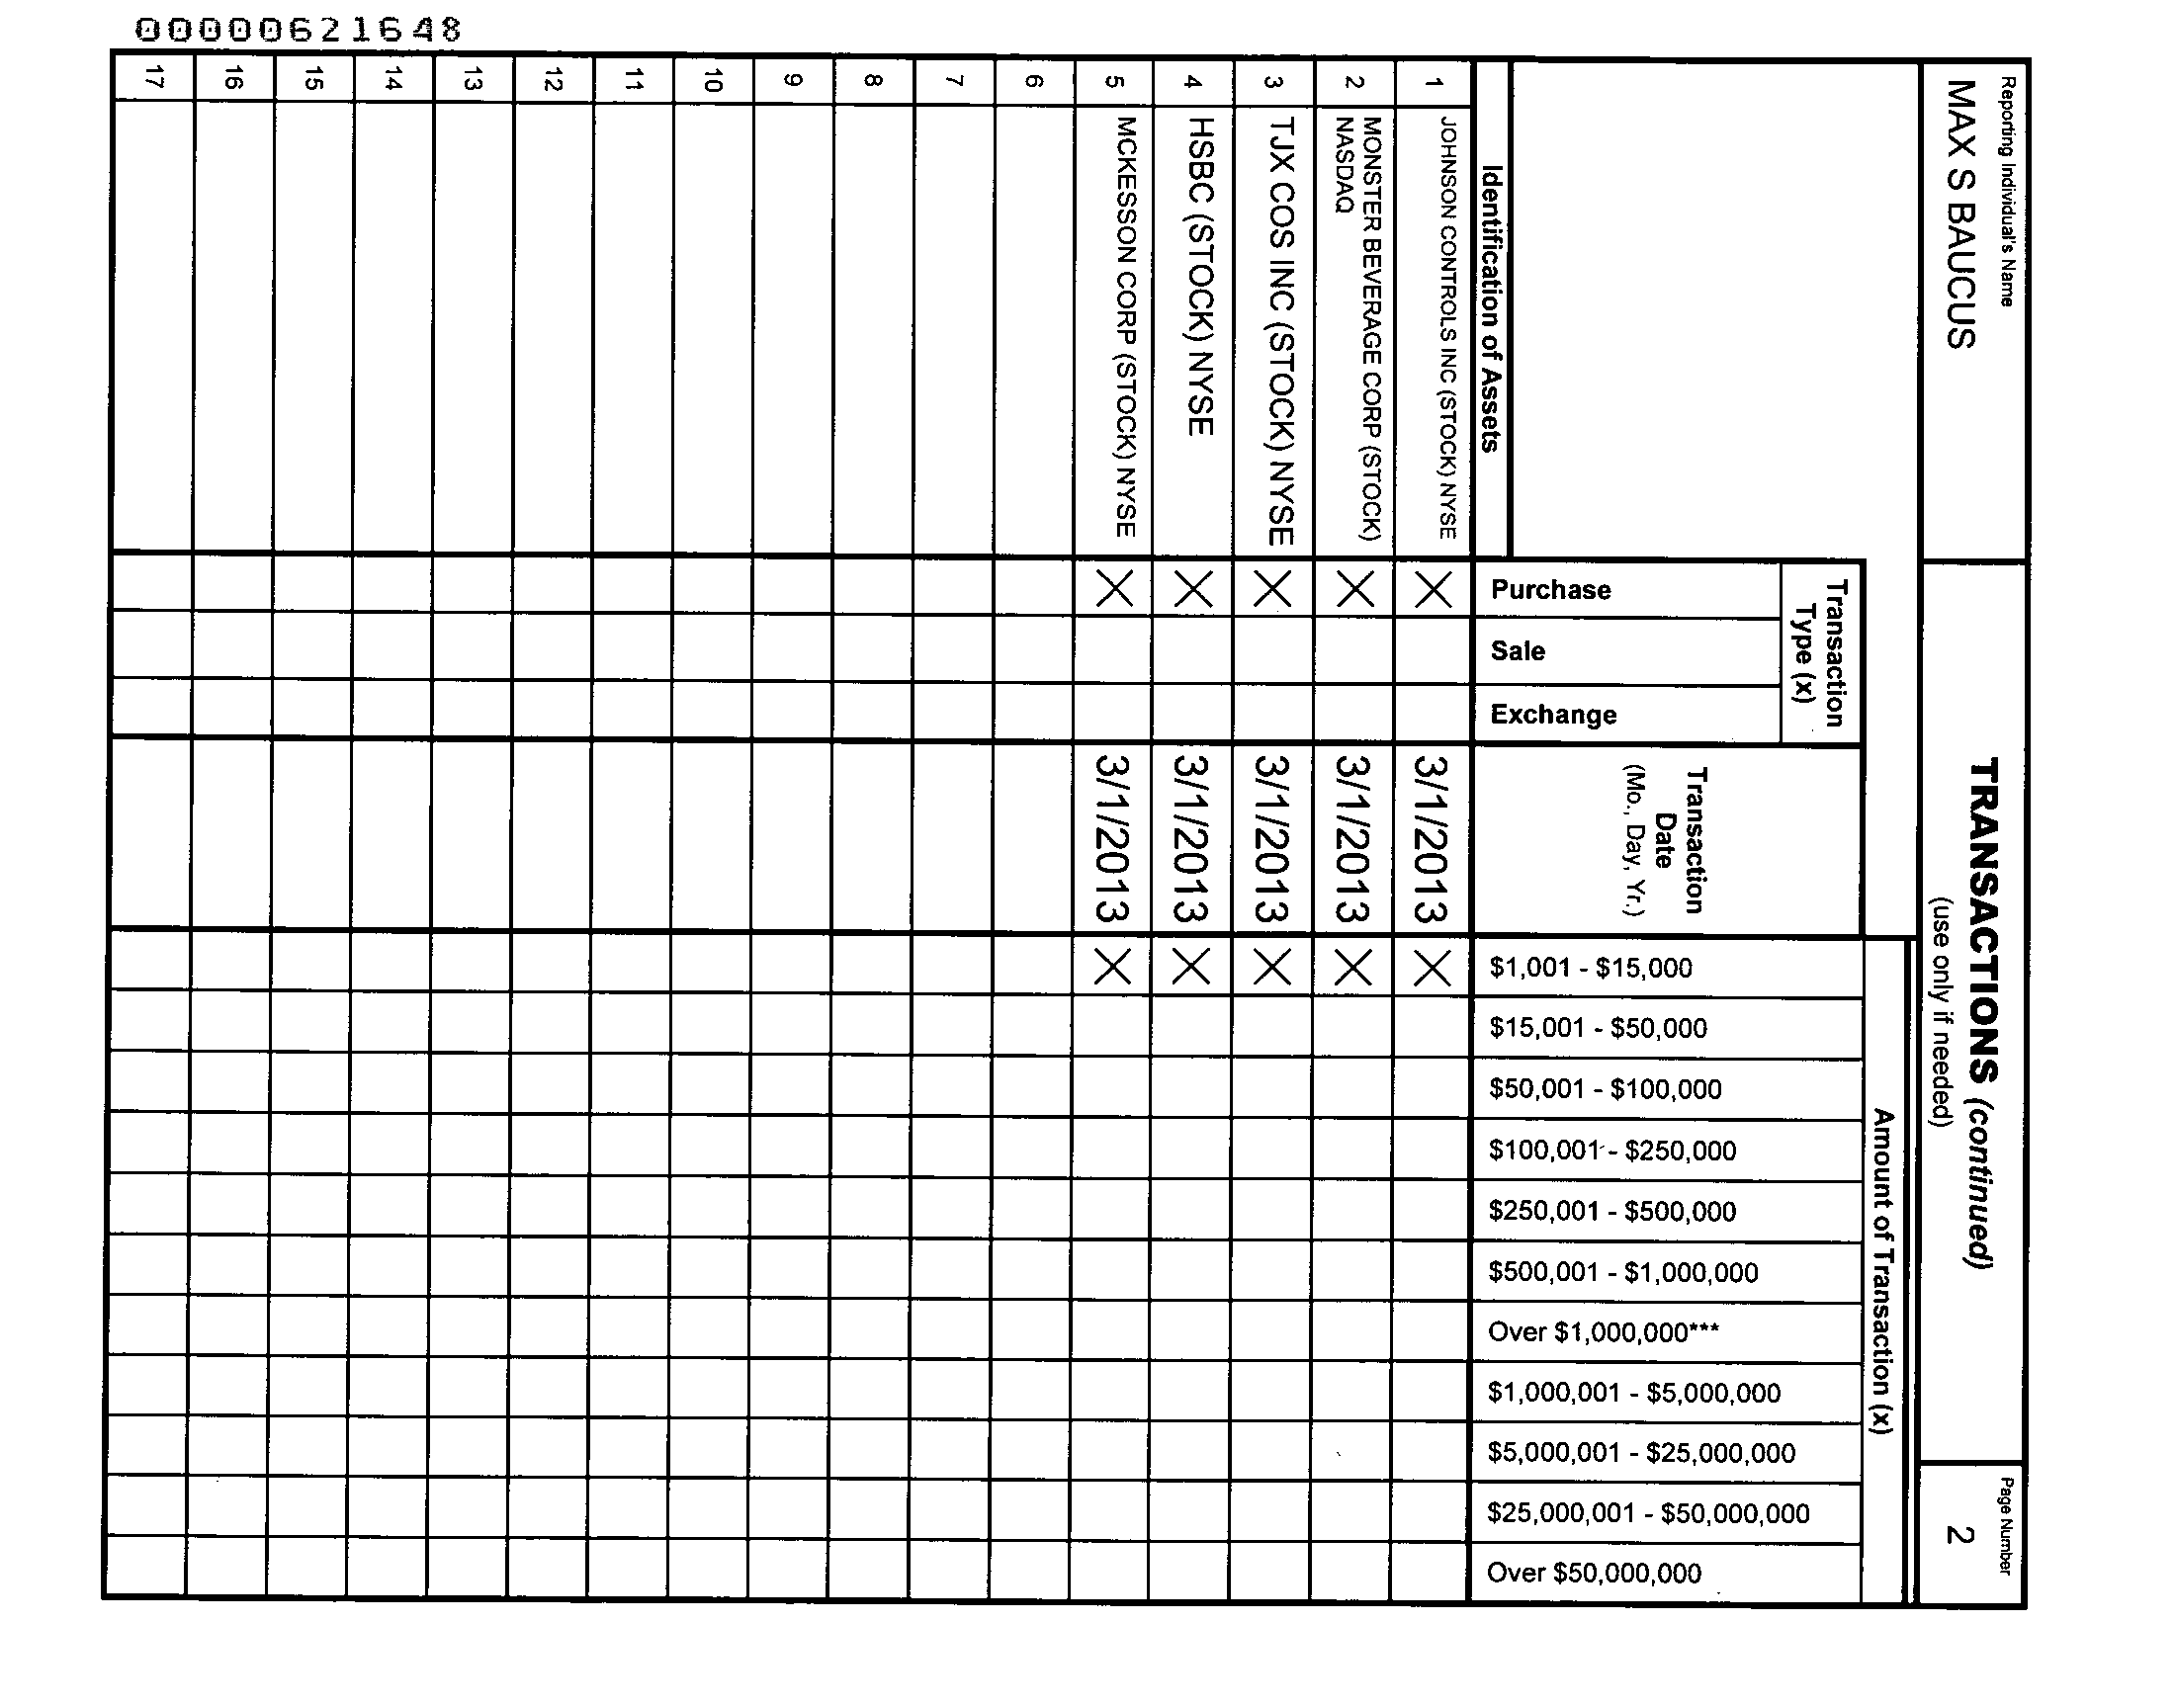 00000621648
Reporting Individual's Name
MAX S BAUCUS
TRANSACTIONS (continued)
(use only if needed)
Page Number
2
Transaction
Type (x)
Amount of Transaction (x)
Identification of Assets
Purchase
Sale
Exchange
Transaction
Date
(Mo., Day, Yr.)
$1,001 - $15,000
$15,001 - $50,000
$50,001 - $100,000
$100,001 - $250,000
$250,001 - $500,000
$500,001 - $1,000,000
Over $1,000,000***
$1,000,001 - $5,000,000
$5,000,001 - $25,000,000
$25,000,001 - $50,000,000
Over $50,000,000
1 JOHNSON CONTROLS INC (STOCK) NYSE X 3/1/2013 X
2 MONSTER BEVERAGE CORP (STOCK)
NASDAQ X 3/1/2013 X
3 TJX COS INC (STOCK) NYSE X 3/1/2013 X
4 HSBC (STOCK) NYSE X 3/1/2013 X
5 MCKESSON CORP (STOCK) NYSE X 3/1/2013 X
6
7
8
9
10
11
12
13
14
15
16
17